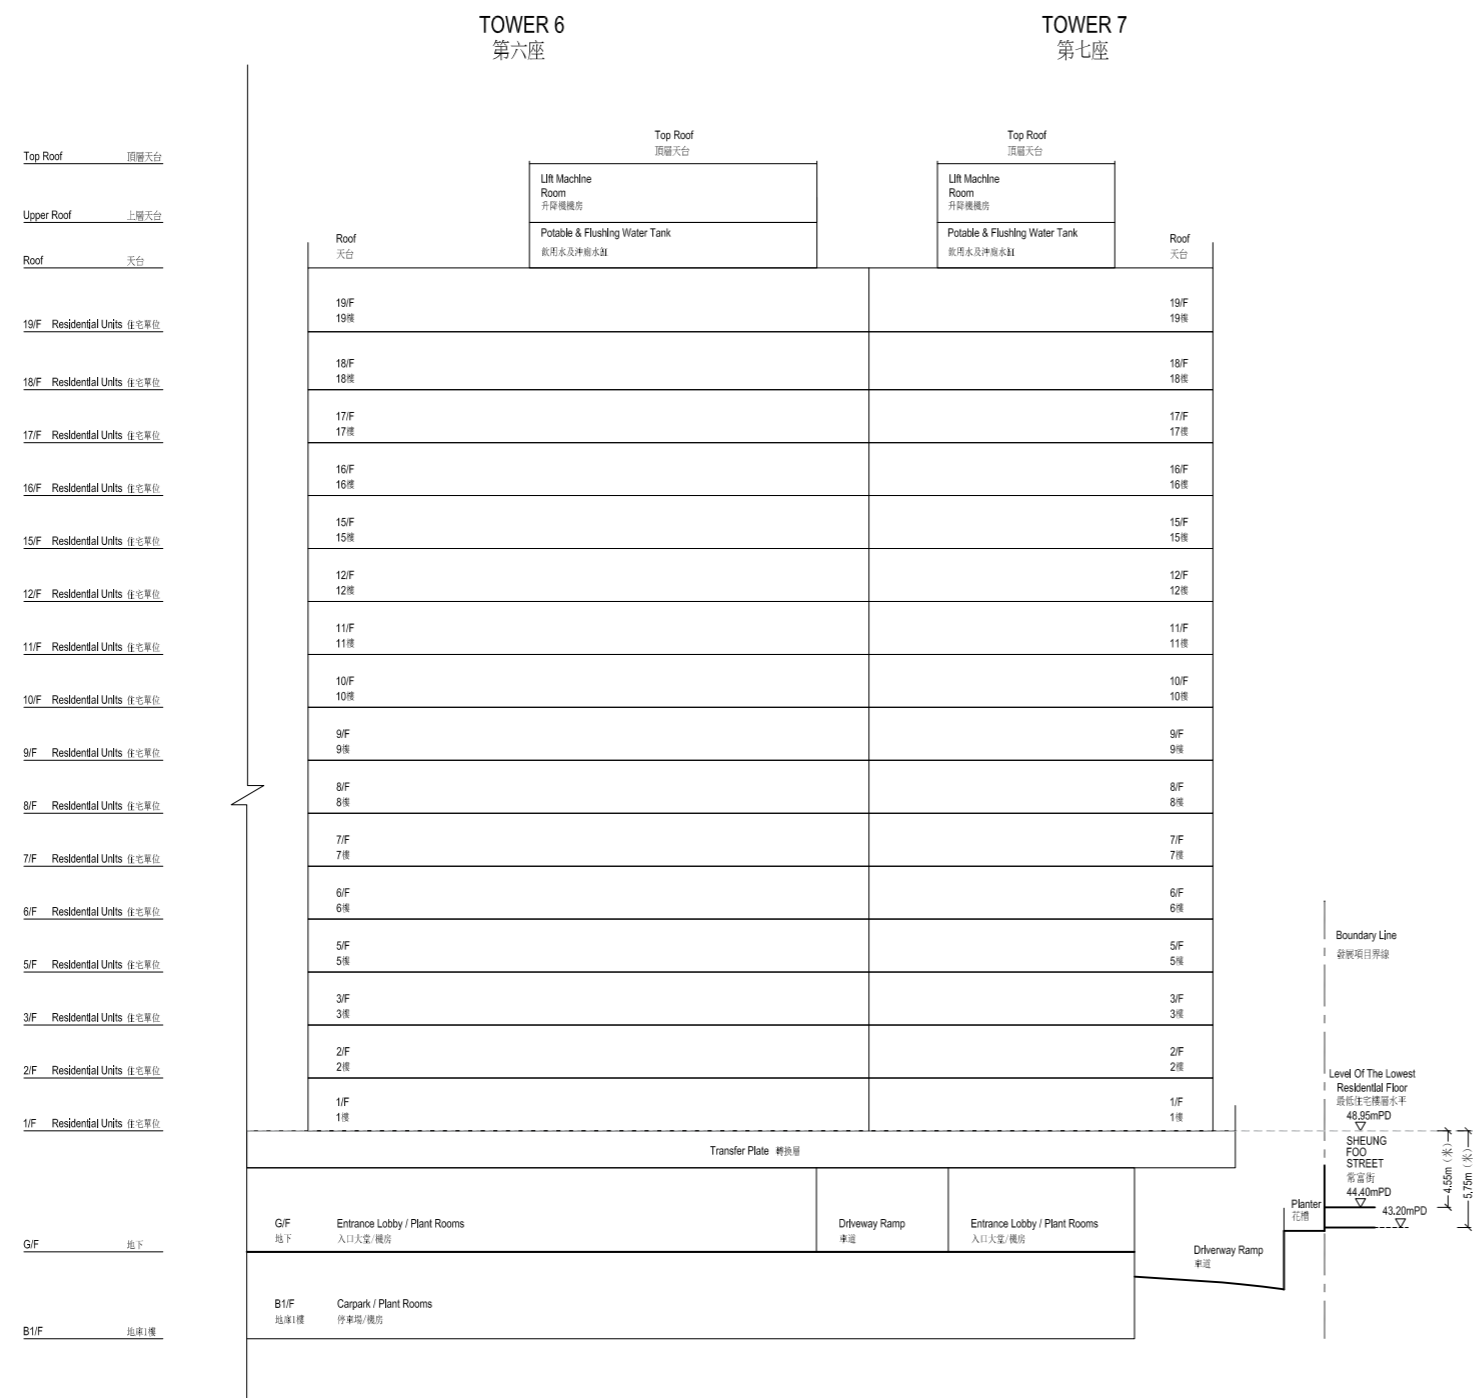 TOWER 6
第六座
TOWER 7
第七座
Top Roof 頂層天台
Upper Roof 上層天台
Roof 天台
19/F Residential Units 住宅單位
18/F Residential Units 住宅單位
17/F Residential Units 住宅單位
16/F Residential Units 住宅單位
15/F Residential Units 住宅單位
12/F Residential Units 住宅單位
11/F Residential Units 住宅單位
10/F Residential Units 住宅單位
9/F Residential Units 住宅單位
8/F Residential Units 住宅單位
7/F Residential Units 住宅單位
6/F Residential Units 住宅單位
5/F Residential Units 住宅單位
3/F Residential Units 住宅單位
2/F Residential Units 住宅單位
1/F Residential Units 住宅單位
G/F 地下
B1/F 地庫1樓
Top Roof
頂層天台
Lift Machine
Room
升降機機房
Potable & Flushing Water Tank
飲用水及沖廁水缸
Roof
天台
19/F
19樓
18/F
18樓
17/F
17樓
16/F
16樓
15/F
15樓
12/F
12樓
11/F
11樓
10/F
10樓
9/F
9樓
8/F
8樓
7/F
7樓
6/F
6樓
5/F
5樓
3/F
3樓
2/F
2樓
1/F
1樓
Top Roof
頂層天台
Lift Machine
Room
升降機機房
Potable & Flushing Water Tank
飲用水及沖廁水缸
Roof
天台
19/F
19樓
18/F
18樓
17/F
17樓
16/F
16樓
15/F
15樓
12/F
12樓
11/F
11樓
10/F
10樓
9/F
9樓
8/F
8樓
7/F
7樓
6/F
6樓
5/F
5樓
3/F
3樓
2/F
2樓
1/F
1樓
Transfer Plate 轉換層
G/F Entrance Lobby / Plant Rooms
地下 入口大堂/機房
Driveway Ramp
車道
Entrance Lobby / Plant Rooms
入口大堂/機房
B1/F Carpark / Plant Rooms
地庫1樓 停車場/機房
Driverway Ramp
車道
Planter
花槽
Boundary Line
發展項目界線
Level Of The Lowest
Residential Floor
最低住宅樓層水平
48.95mPD
SHEUNG
FOO
STREET
常富街
44.40mPD
43.20mPD
4.55m (米)
5.75m (米)